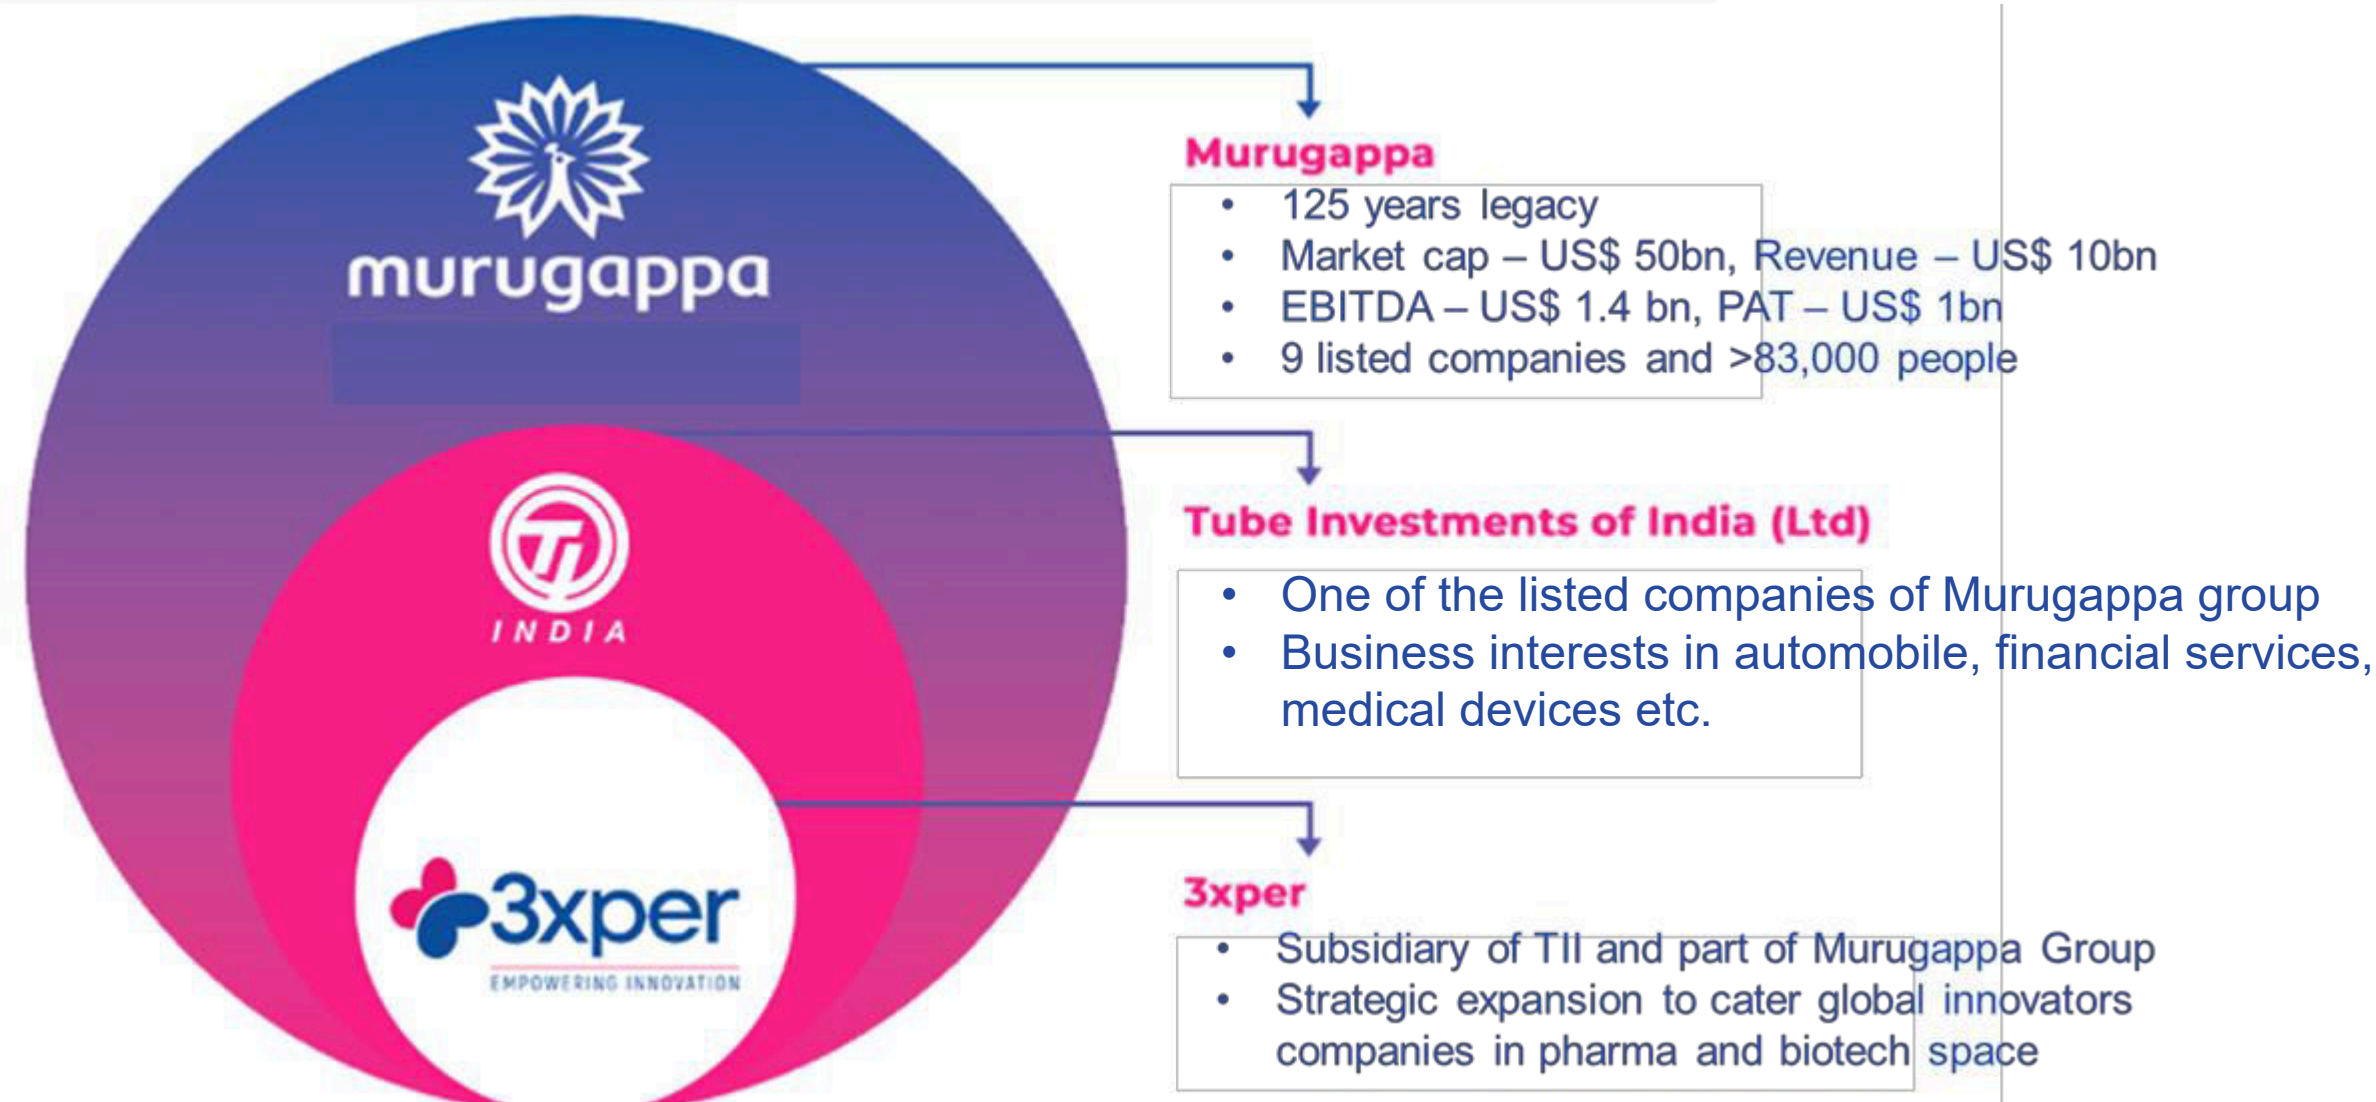 murugappa
INDIA
3xper
EMPOWERING INNOVATION
Murugappa
• 125 years legacy
• Market cap – US$ 50bn, Revenue – US$ 10bn
• EBITDA – US$ 1.4 bn, PAT – US$ 1bn
• 9 listed companies and >83,000 people
Tube Investments of India (Ltd)
• One of the listed companies of Murugappa group
• Business interests in automobile, financial services,
medical devices etc.
3xper
• Subsidiary of TII and part of Murugappa Group
• Strategic expansion to cater global innovators
companies in pharma and biotech space